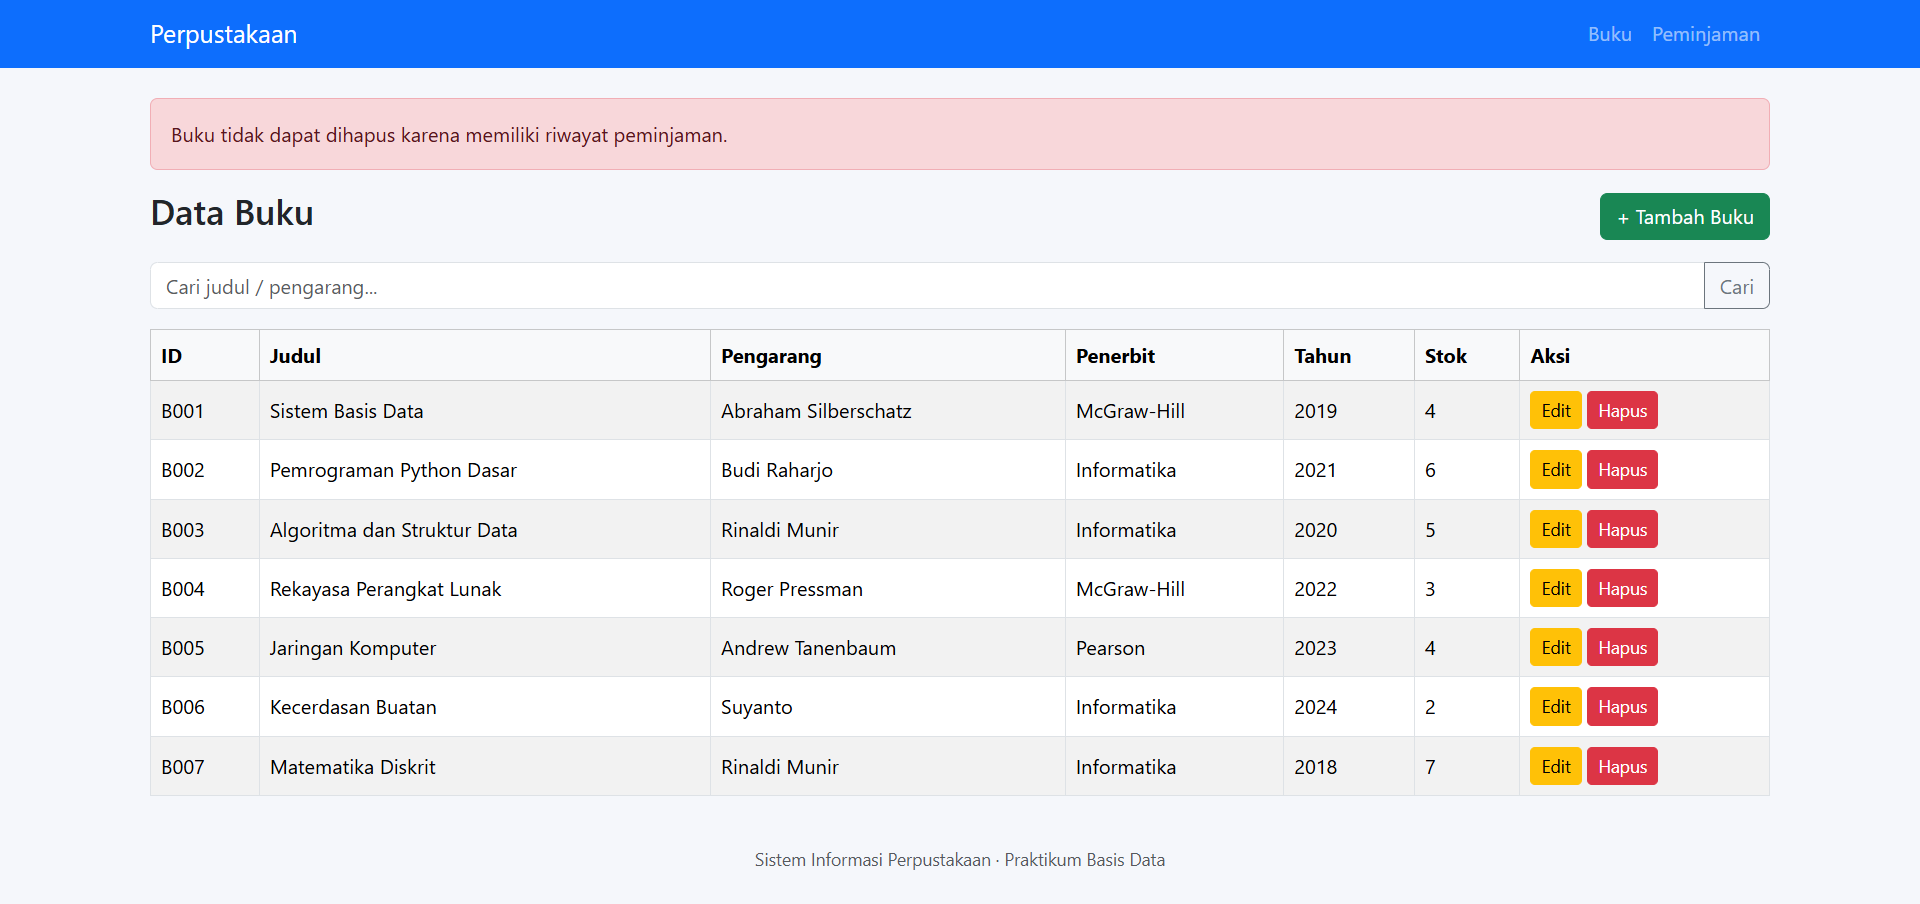 Perpustakaan Buku Peminjaman
Buku tidak dapat dihapus karena memiliki riwayat peminjaman.
Data Buku + Tambah Buku
Cari judul / pengarang... Cari
ID Judul Pengarang Penerbit Tahun Stok Aksi
B001 Sistem Basis Data Abraham Silberschatz McGraw-Hill 2019 4 Edit Hapus
B002 Pemrograman Python Dasar Budi Raharjo Informatika 2021 6 Edit Hapus
B003 Algoritma dan Struktur Data Rinaldi Munir Informatika 2020 5 Edit Hapus
B004 Rekayasa Perangkat Lunak Roger Pressman McGraw-Hill 2022 3 Edit Hapus
B005 Jaringan Komputer Andrew Tanenbaum Pearson 2023 4 Edit Hapus
B006 Kecerdasan Buatan Suyanto Informatika 2024 2 Edit Hapus
B007 Matematika Diskrit Rinaldi Munir Informatika 2018 7 Edit Hapus
Sistem Informasi Perpustakaan · Praktikum Basis Data